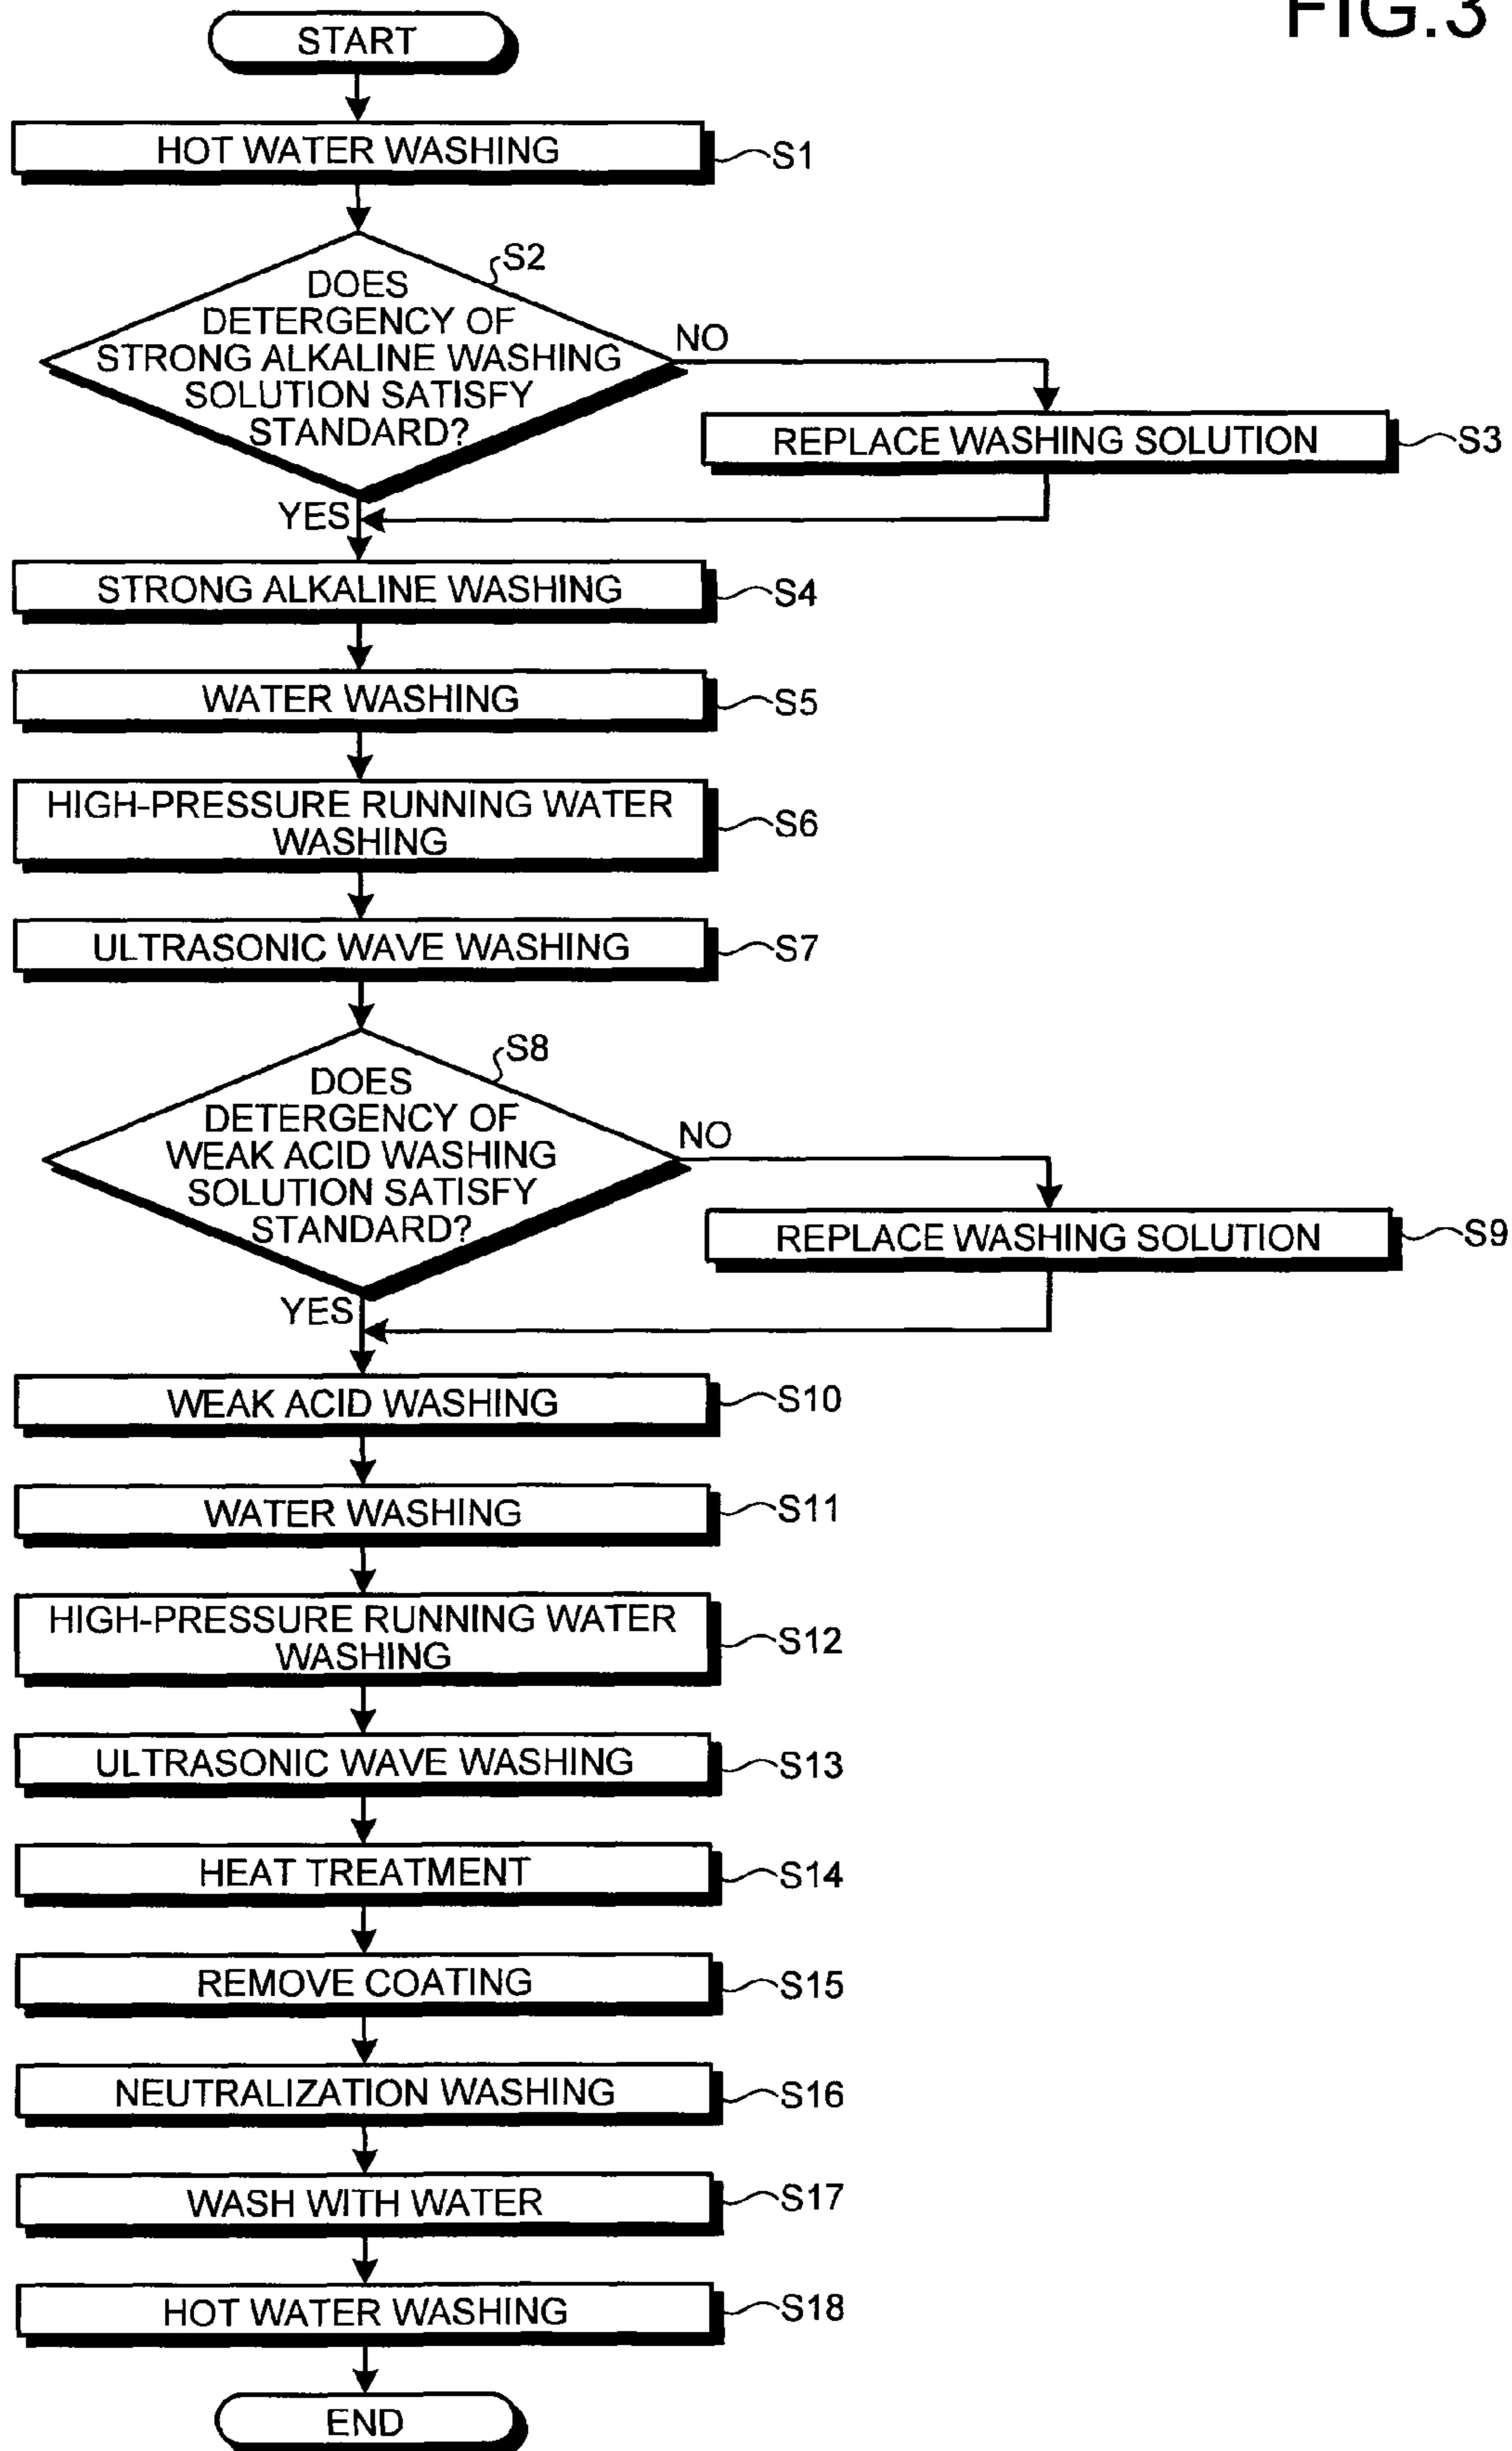 FIG.3
START
HOT WATER WASHING
S1
S2
DOES
DETERGENCY OF
STRONG ALKALINE WASHING
SOLUTION SATISFY
STANDARD?
NO
REPLACE WASHING SOLUTION
S3
YES
STRONG ALKALINE WASHING
S4
WATER WASHING
S5
HIGH-PRESSURE RUNNING WATER
WASHING
S6
ULTRASONIC WAVE WASHING
S7
S8
DOES
DETERGENCY OF
WEAK ACID WASHING
SOLUTION SATISFY
STANDARD?
NO
REPLACE WASHING SOLUTION
S9
YES
WEAK ACID WASHING
S10
WATER WASHING
S11
HIGH-PRESSURE RUNNING WATER
WASHING
S12
ULTRASONIC WAVE WASHING
S13
HEAT TREATMENT
S14
REMOVE COATING
S15
NEUTRALIZATION WASHING
S16
WASH WITH WATER
S17
HOT WATER WASHING
S18
END